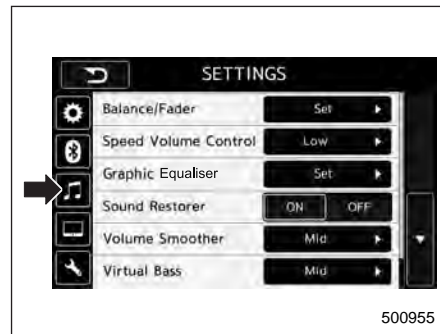 SETTINGS
Balance/Fader Set
Speed Volume Control Low
Graphic Equaliser Set
Sound Restorer ON OFF
Volume Smoother Mid
Virtual Bass Mid
500955